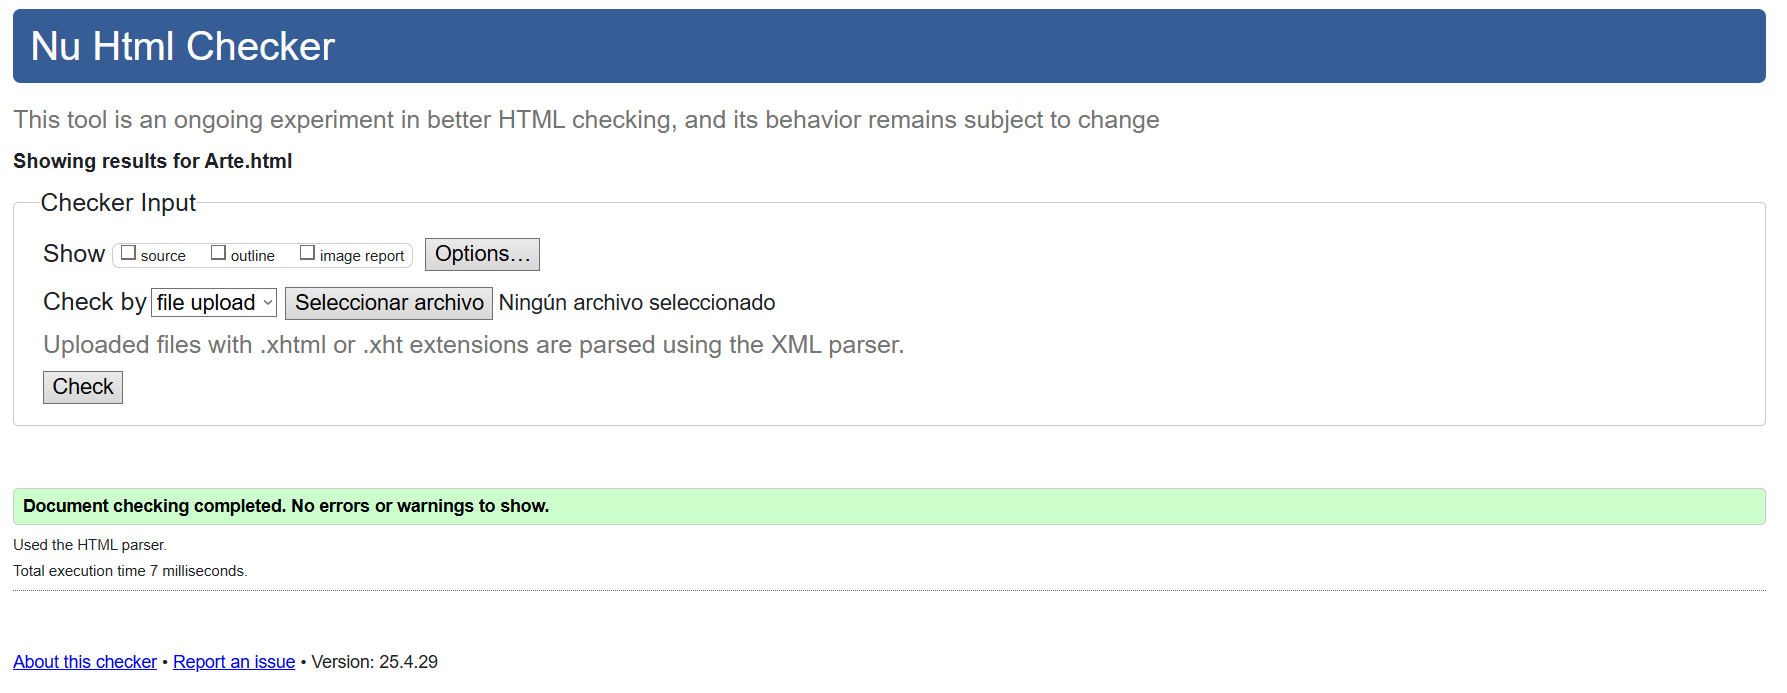 Nu Html Checker
This tool is an ongoing experiment in better HTML checking, and its behavior remains subject to change
Showing results for Arte.html
Checker Input
Show source outline image report Options…
Check by file upload Seleccionar archivo Ningún archivo seleccionado
Uploaded files with .xhtml or .xht extensions are parsed using the XML parser.
Check
Document checking completed. No errors or warnings to show.
Used the HTML parser.
Total execution time 7 milliseconds.
About this checker • Report an issue • Version: 25.4.29